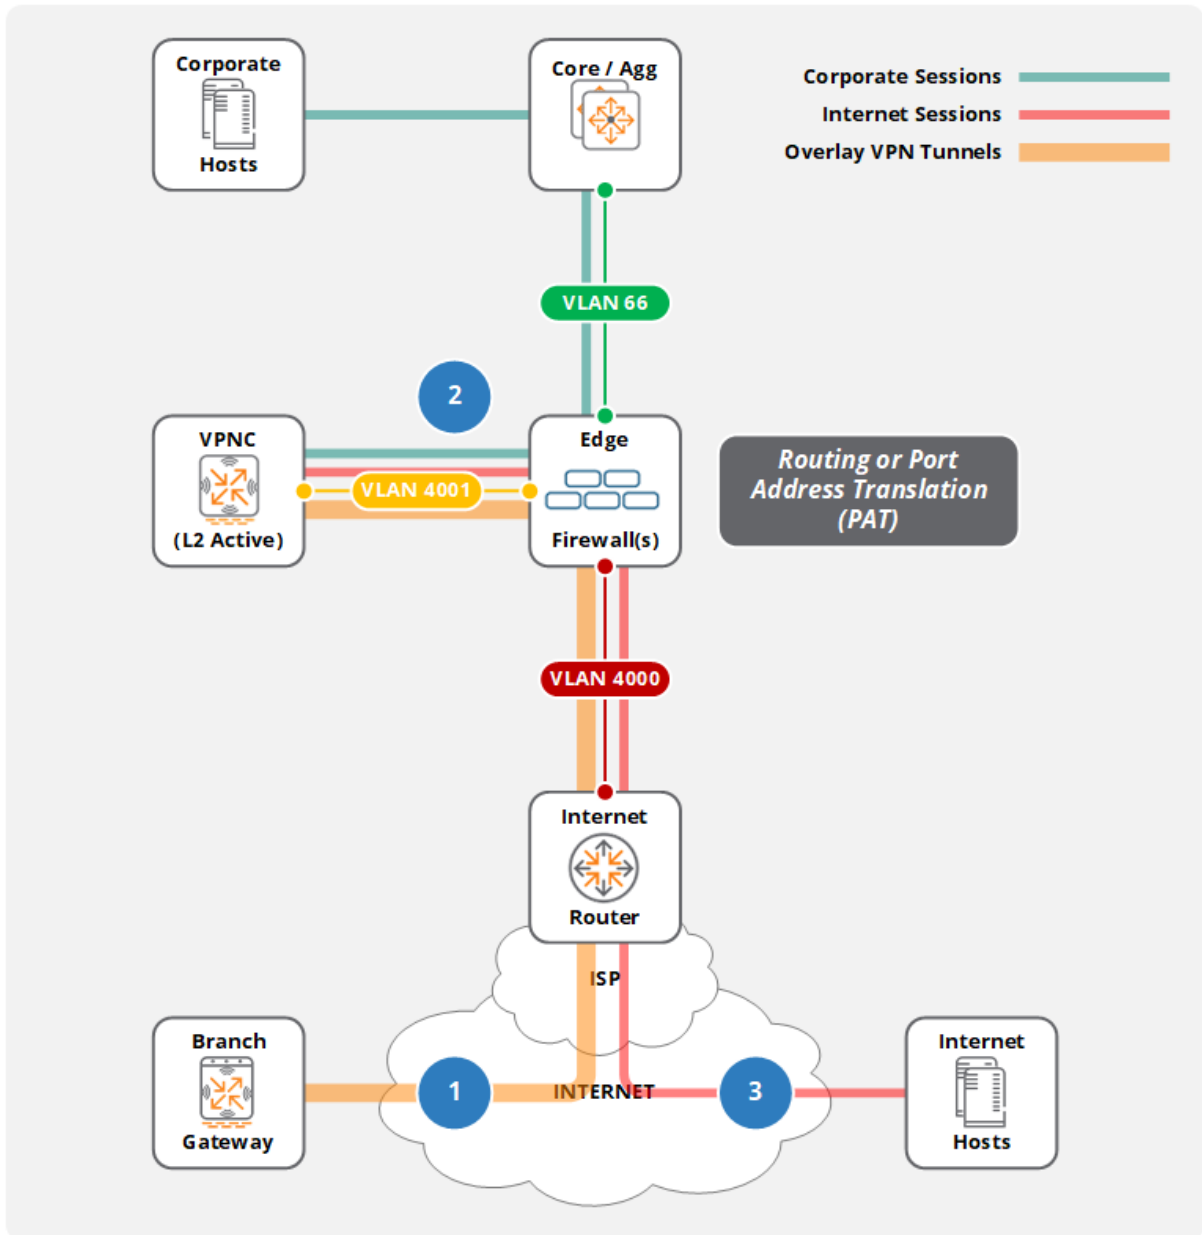 Corporate
Hosts
Core / Agg
Corporate Sessions
Internet Sessions
Overlay VPN Tunnels
VLAN 66
2
VPNC
(L2 Active)
VLAN 4001
Edge
Firewall(s)
Routing or Port
Address Translation
(PAT)
VLAN 4000
Internet
Router
ISP
INTERNET
Branch
Gateway
1
3
Internet
Hosts